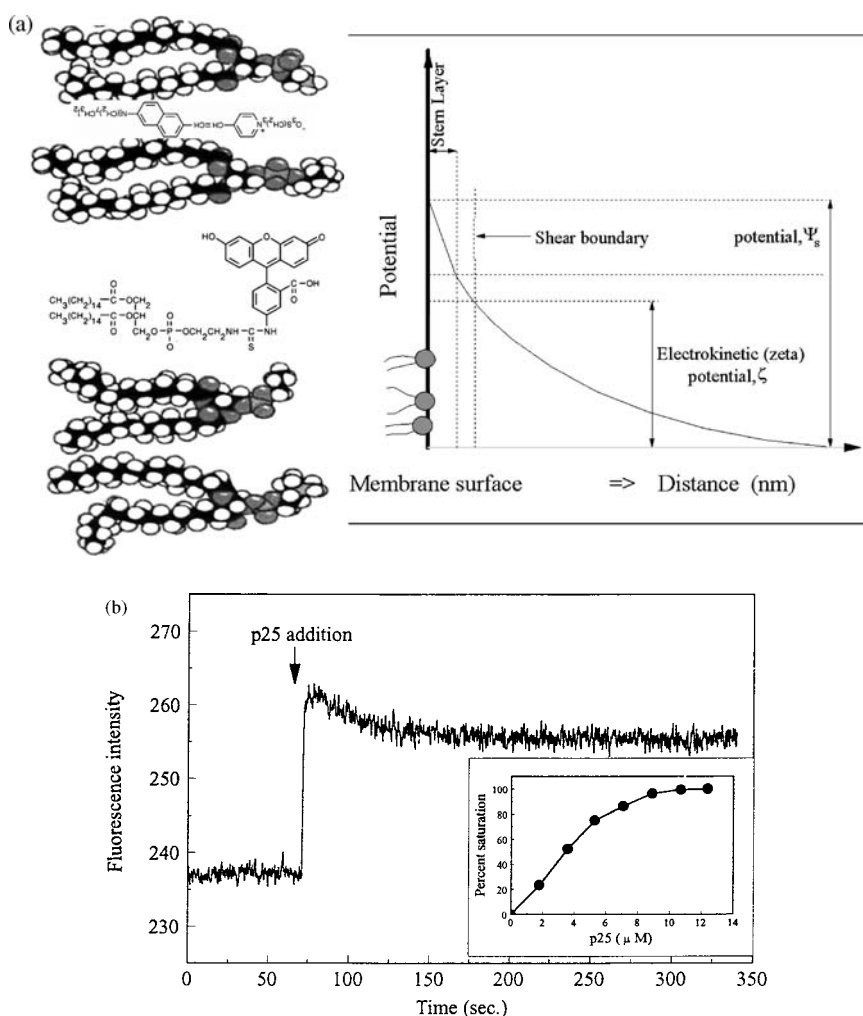 (a)
HO
O
O
C-OH
O
CH3(CH2)14 COCH2
CH3(CH2)14 COCH
O
CH2O-P-OCH2CH2NH-C-NH
O
O-
S
Stern Layer
Potential
Shear boundary
potential, Ψs
Electrokinetic (zeta)
potential, ζ
Membrane surface => Distance (nm)
(b)
p25 addition
Fluorescence intensity
270
260
250
240
230
0 50 100 150 200 250 300 350
Time (sec.)
Percent saturation
100
80
60
40
20
0
0 2 4 6 8 10 12 14
p25 ( μ M)